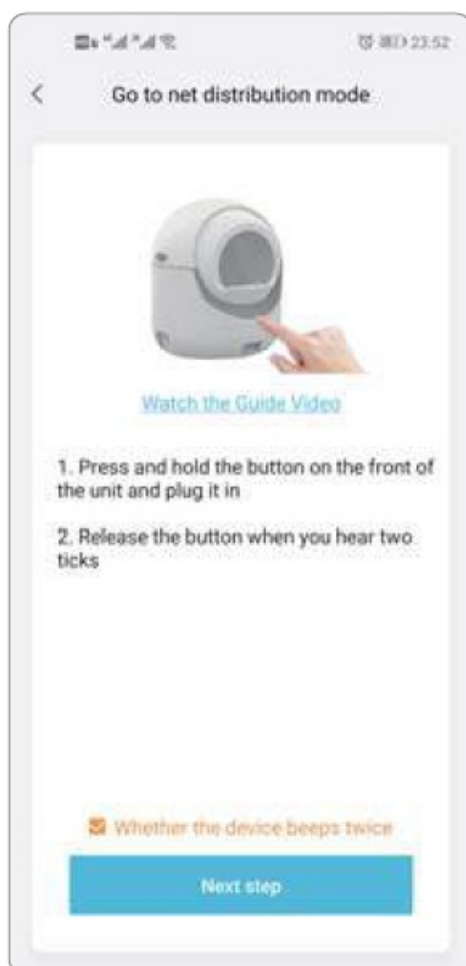 23:52
Go to net distribution mode
Watch the Guide Video
1. Press and hold the button on the front of
the unit and plug it in
2. Release the button when you hear two
ticks
Whether the device beeps twice
Next step